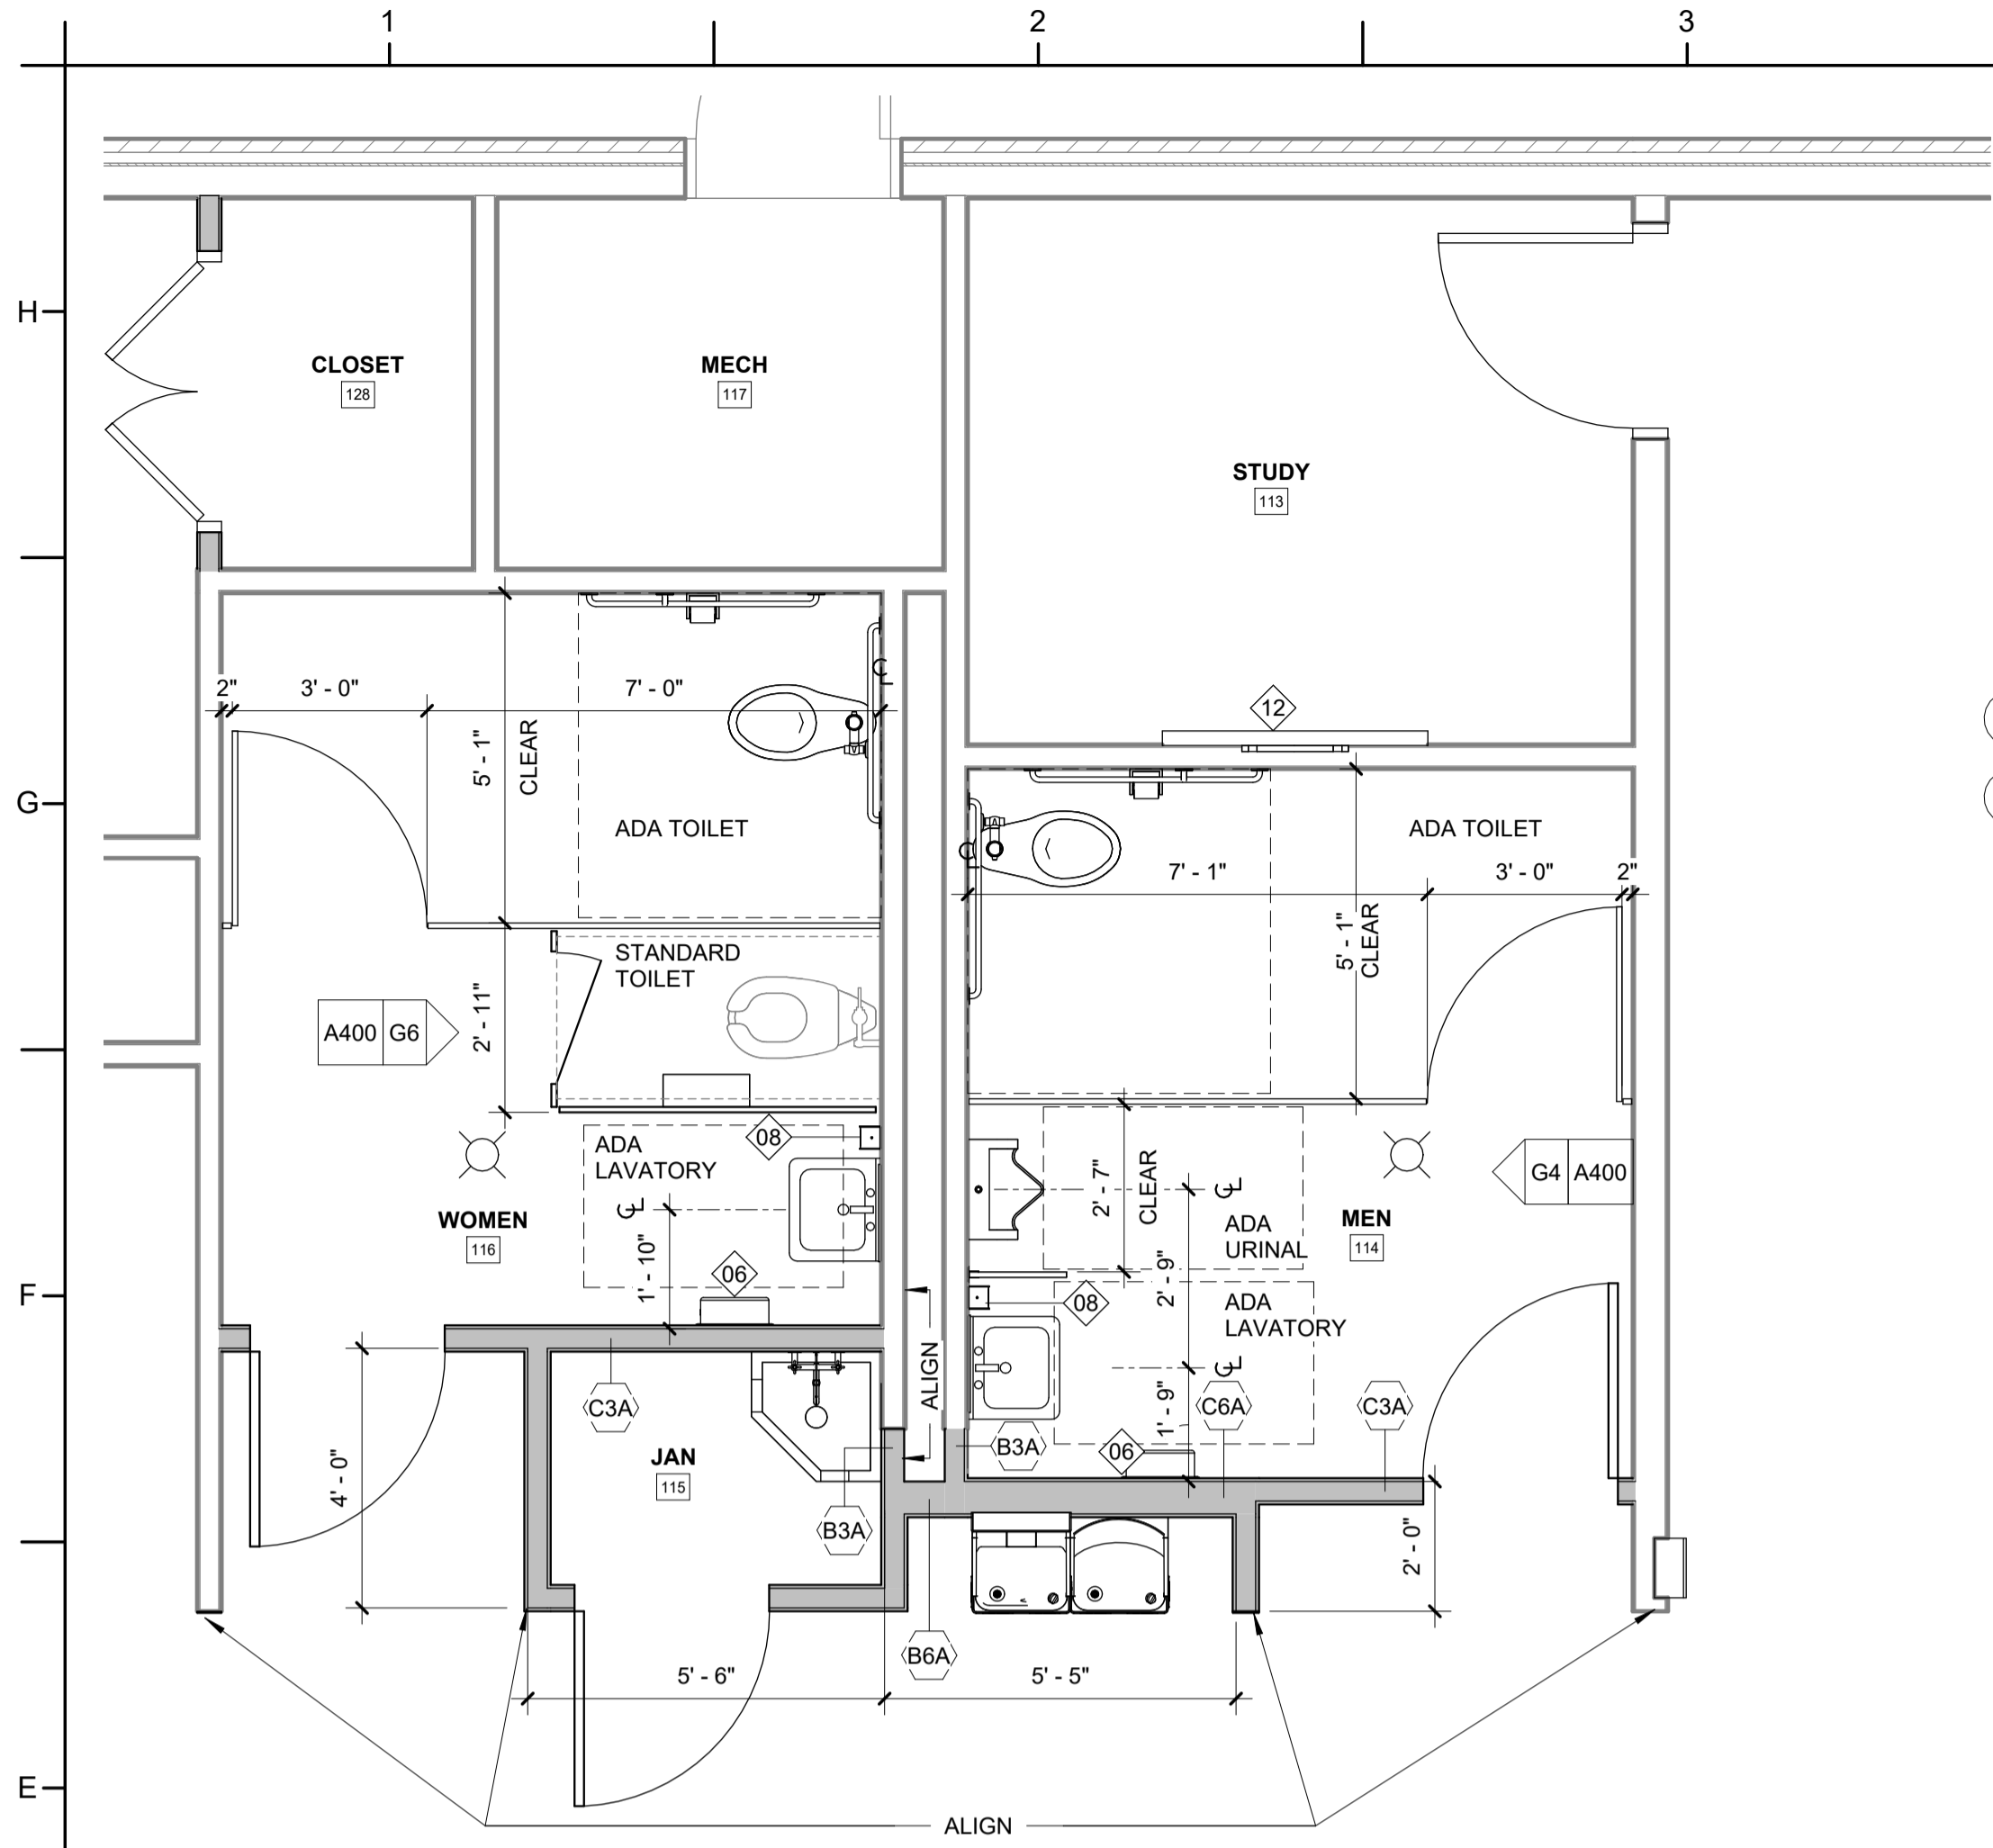 1
2
3
H
CLOSET
128
MECH
117
STUDY
113
2"
3' - 0"
7' - 0"
12
5' - 1"
CLEAR
G
ADA TOILET
ADA TOILET
7' - 1"
3' - 0"
2"
5' - 1"
CLEAR
STANDARD
TOILET
A400 G6
2' - 11"
08
ADA
LAVATORY
2' - 7"
CLEAR
G4 A400
WOMEN
116
MEN
114
ADA
URINAL
1' - 10"
06
2' - 9"
F
08
ADA
LAVATORY
ALIGN
C3A
1' - 9"
C6A
C3A
B3A
06
JAN
115
4' - 0"
B3A
2' - 0"
B6A
5' - 6"
5' - 5"
E
ALIGN